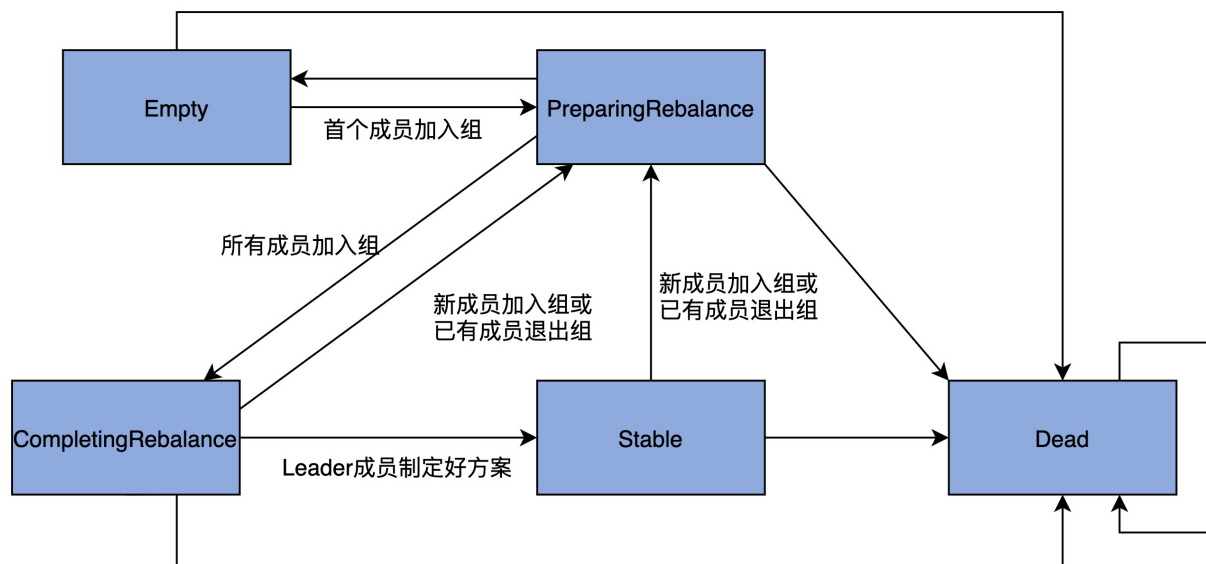 Empty
PreparingRebalance
首个成员加入组
所有成员加入组
新成员加入组或
已有成员退出组
新成员加入组或
已有成员退出组
CompletingRebalance
Stable
Dead
Leader成员制定好方案